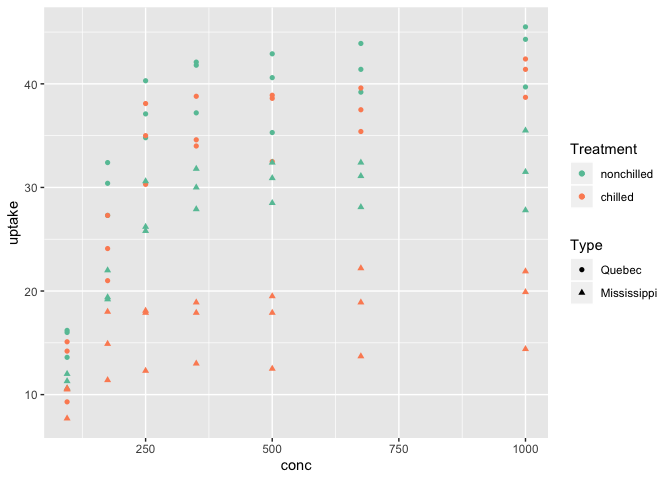 40
30
20
10
uptake
250
500
750
1000
conc
Treatment
nonchilled
chilled
Type
Quebec
Mississippi